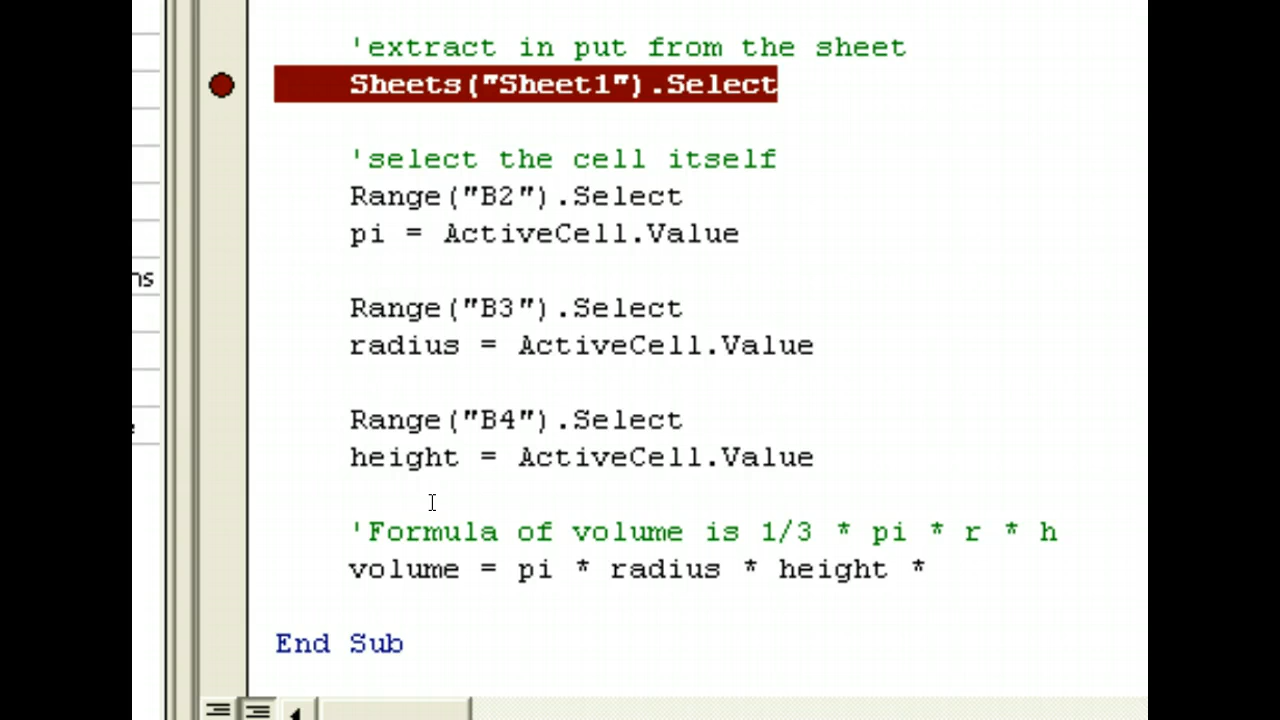 'extract in put from the sheet
Sheets("Sheet1").Select
'select the cell itself
Range("B2").Select
pi = ActiveCell.Value
ns
Range("B3").Select
radius = ActiveCell.Value
Range("B4").Select
height = ActiveCell.Value
'Formula of volume is 1/3 * pi * r * h
volume = pi * radius * height *
End Sub